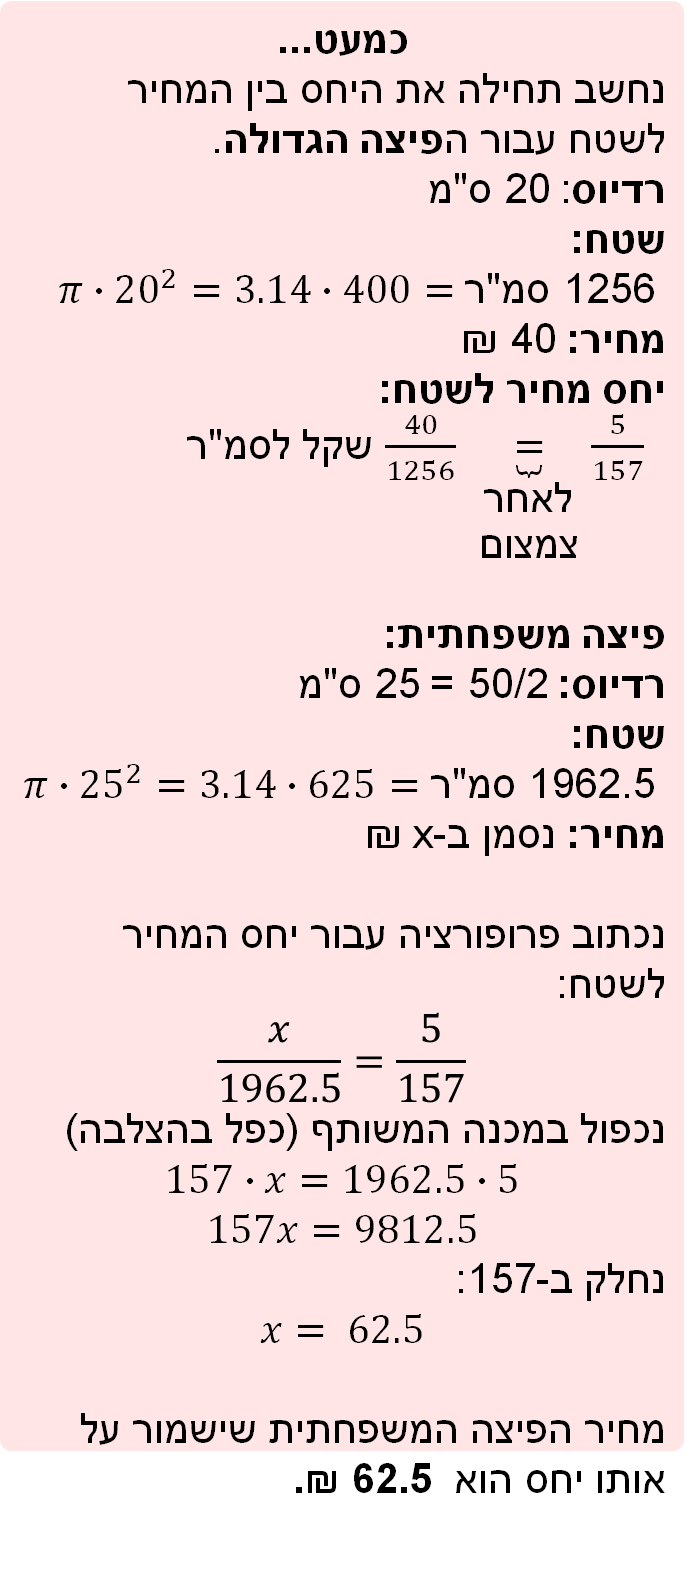 כמעט...
נחשב תחילה את היחס בין המחיר
לשטח עבור הפיצה הגדולה.
רדיוס: 20 ס"מ
שטח:
π · 20² = 3.14 · 400 = 1256 סמ"ר
מחיר: 40 ₪
יחס מחיר לשטח:
5/157 = 40/1256 שקל לסמ"ר
לאחר
צמצום
פיצה משפחתית:
רדיוס: 50/2 = 25 ס"מ
שטח:
π · 25² = 3.14 · 625 = 1962.5 סמ"ר
מחיר: נסמן ב-x ₪
נכתוב פרופורציה עבור יחס המחיר
לשטח:
x/1962.5 = 5/157
נכפול במכנה המשותף (כפל בהצלבה)
157 · x = 1962.5 · 5
157x = 9812.5
נחלק ב-157:
x = 62.5
מחיר הפיצה המשפחתית שישמור על
אותו יחס הוא 62.5 ₪.